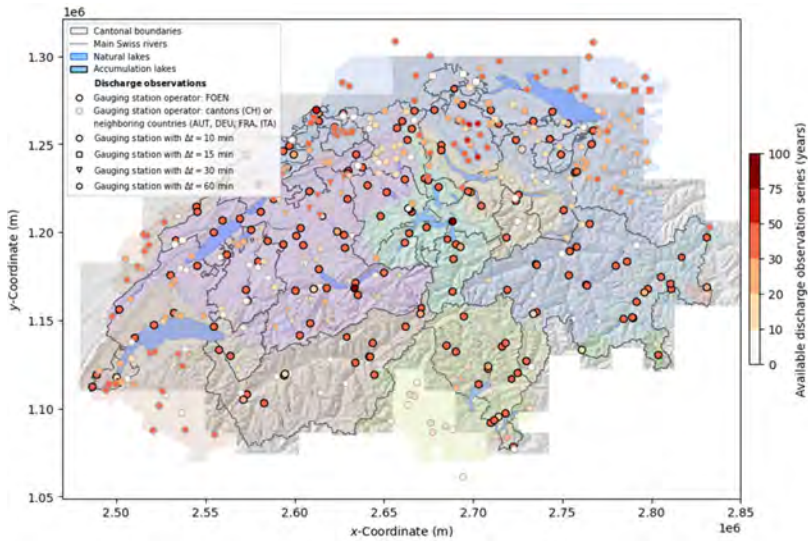 1e6
1.30
1.25
1.20
1.15
1.10
1.05
y-Coordinate (m)
Cantonal boundaries
Main Swiss rivers
Natural lakes
Accumulation lakes
Discharge observations
Gauging station operator: FOEN
Gauging station operator: cantons (CH) or
neighboring countries (AUT, DEU, FRA, ITA)
Gauging station with Δt = 10 min
Gauging station with Δt = 15 min
Gauging station with Δt = 30 min
Gauging station with Δt = 60 min
2.50
2.55
2.60
2.65
2.70
2.75
2.80
2.85
1e6
x-Coordinate (m)
100
75
50
30
20
10
0
Available discharge observation series (years)